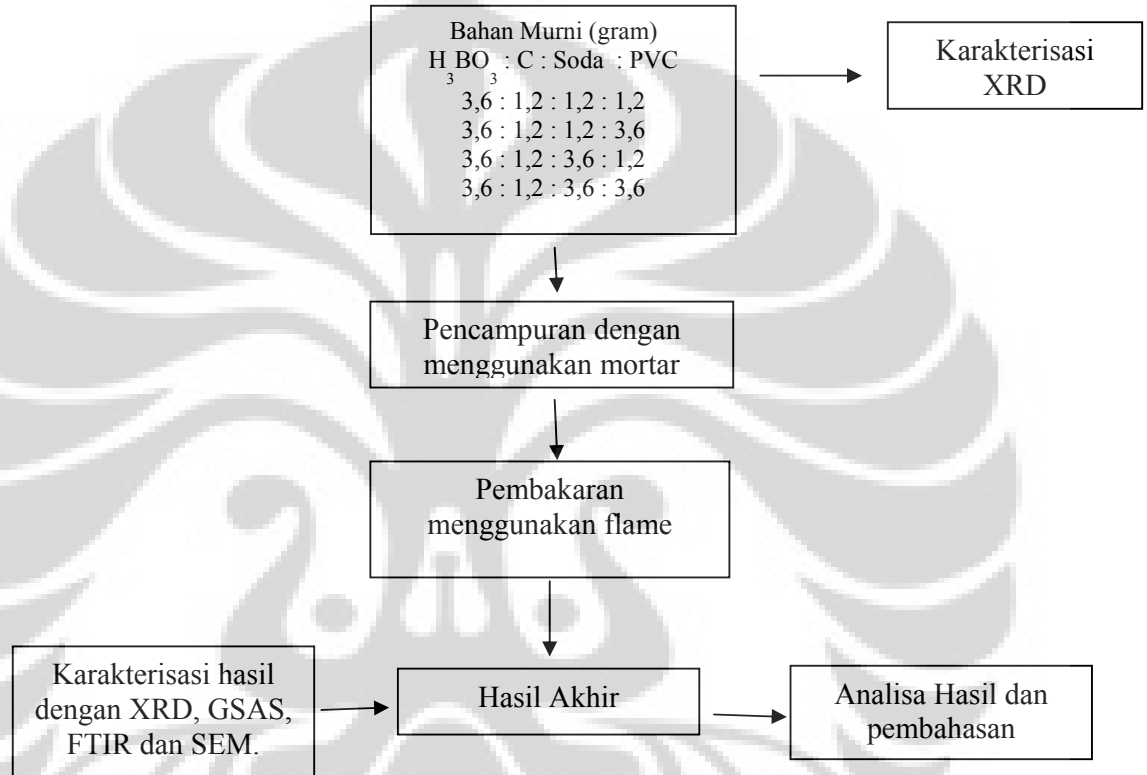 Bahan Murni (gram)
H₃BO₃ : C : Soda : PVC
3,6 : 1,2 : 1,2 : 1,2
3,6 : 1,2 : 1,2 : 3,6
3,6 : 1,2 : 3,6 : 1,2
3,6 : 1,2 : 3,6 : 3,6
Karakterisasi
XRD
Pencampuran dengan
menggunakan mortar
Pembakaran
menggunakan flame
Karakterisasi hasil
dengan XRD, GSAS,
FTIR dan SEM.
Hasil Akhir
Analisa Hasil dan
pembahasan